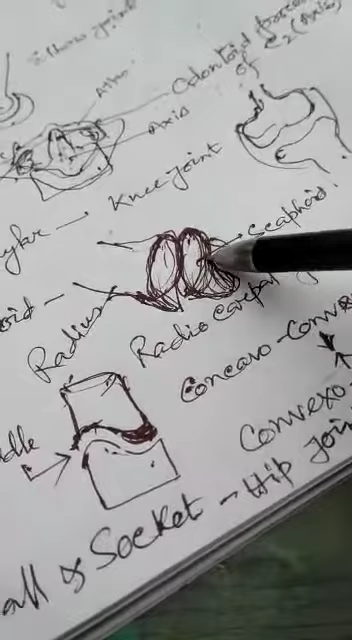 Elbow joint
Atlas
Odontoid process
of C2 (Axis)
Axis
Knee joint
Scaphoid
Radius
Radio carpal
Concavo-Convex
Convexo-
Ball & Socket - Hip join